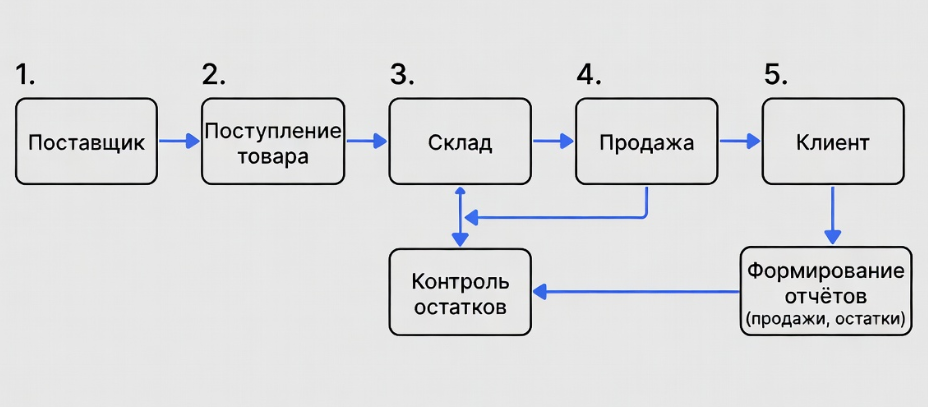 1.
Поставщик
2.
Поступление
товара
3.
Склад
4.
Продажа
5.
Клиент
Контроль
остатков
Формирование
отчётов
(продажи, остатки)